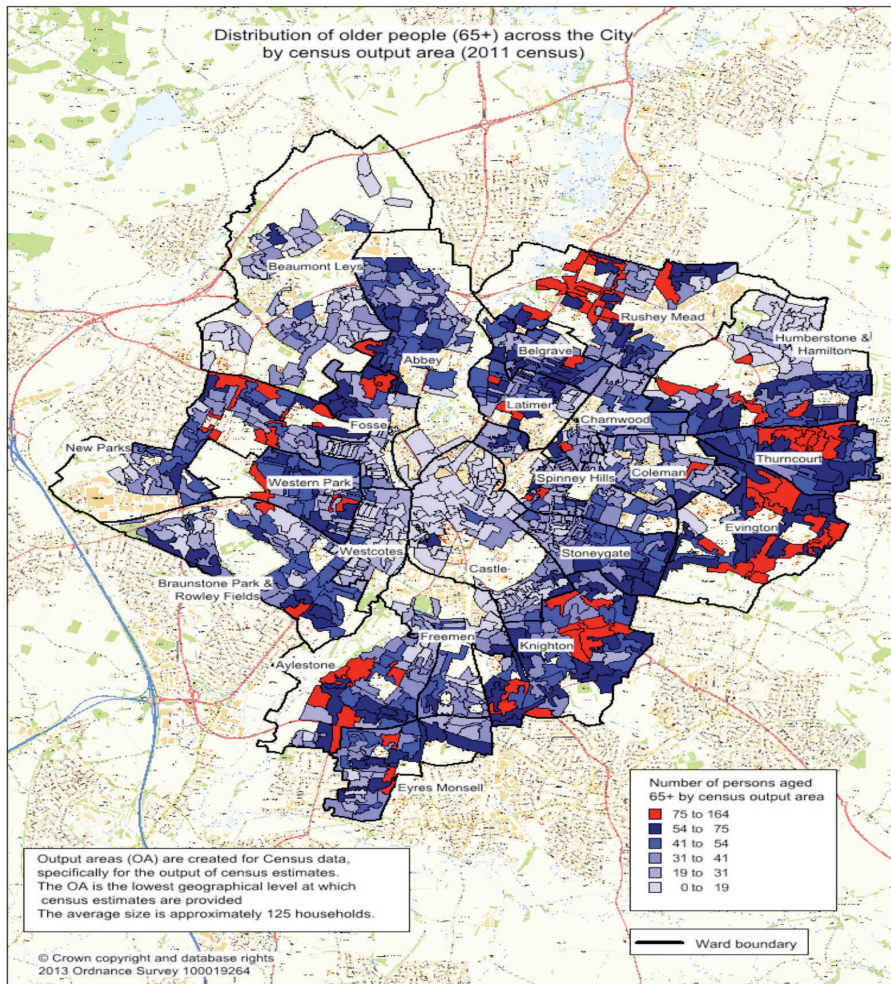 Distribution of older people (65+) across the City
by census output area (2011 census)
Beaumont Leys
Rushey Mead
Humberstone &
Hamilton
Abbey
Belgrave
Latimer
Charnwood
Fosse
New Parks
Thurncourt
Coleman
Western Park
Spinney Hills
Evington
Westcotes
Stoneygate
Castle
Braunstone Park &
Rowley Fields
Freemen
Knighton
Aylestone
Eyres Monsell
Number of persons aged
65+ by census output area
75 to 164
54 to 75
41 to 54
31 to 41
19 to 31
0 to 19
Output areas (OA) are created for Census data,
specifically for the output of census estimates.
The OA is the lowest geographical level at which
census estimates are provided
The average size is approximately 125 households.
Ward boundary
© Crown copyright and database rights
2013 Ordnance Survey 100019264